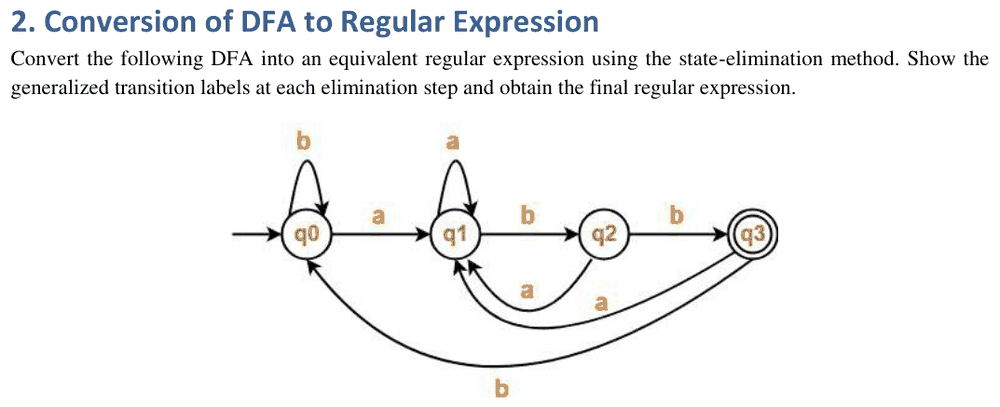 2. Conversion of DFA to Regular Expression
Convert the following DFA into an equivalent regular expression using the state-elimination method. Show the
generalized transition labels at each elimination step and obtain the final regular expression.
b
a
a
b
b
q0
q1
q2
q3
a
a
b